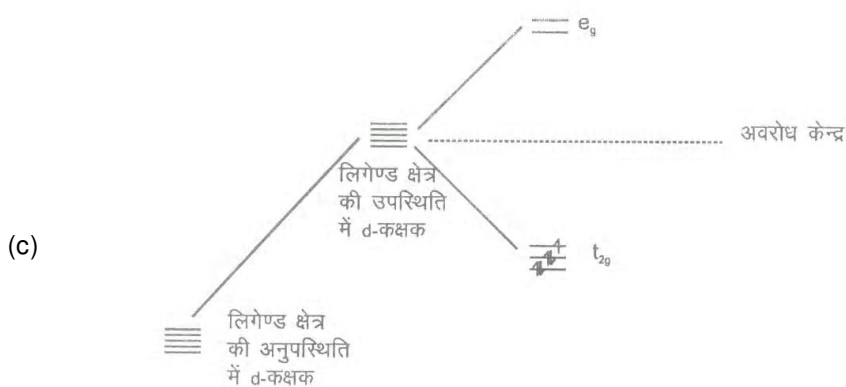 e_g
अवरोध केन्द्र
लिगेण्ड क्षेत्र
की उपस्थिति
में d-कक्षक
(c)
t_2g
लिगेण्ड क्षेत्र
की अनुपस्थिति
में d-कक्षक